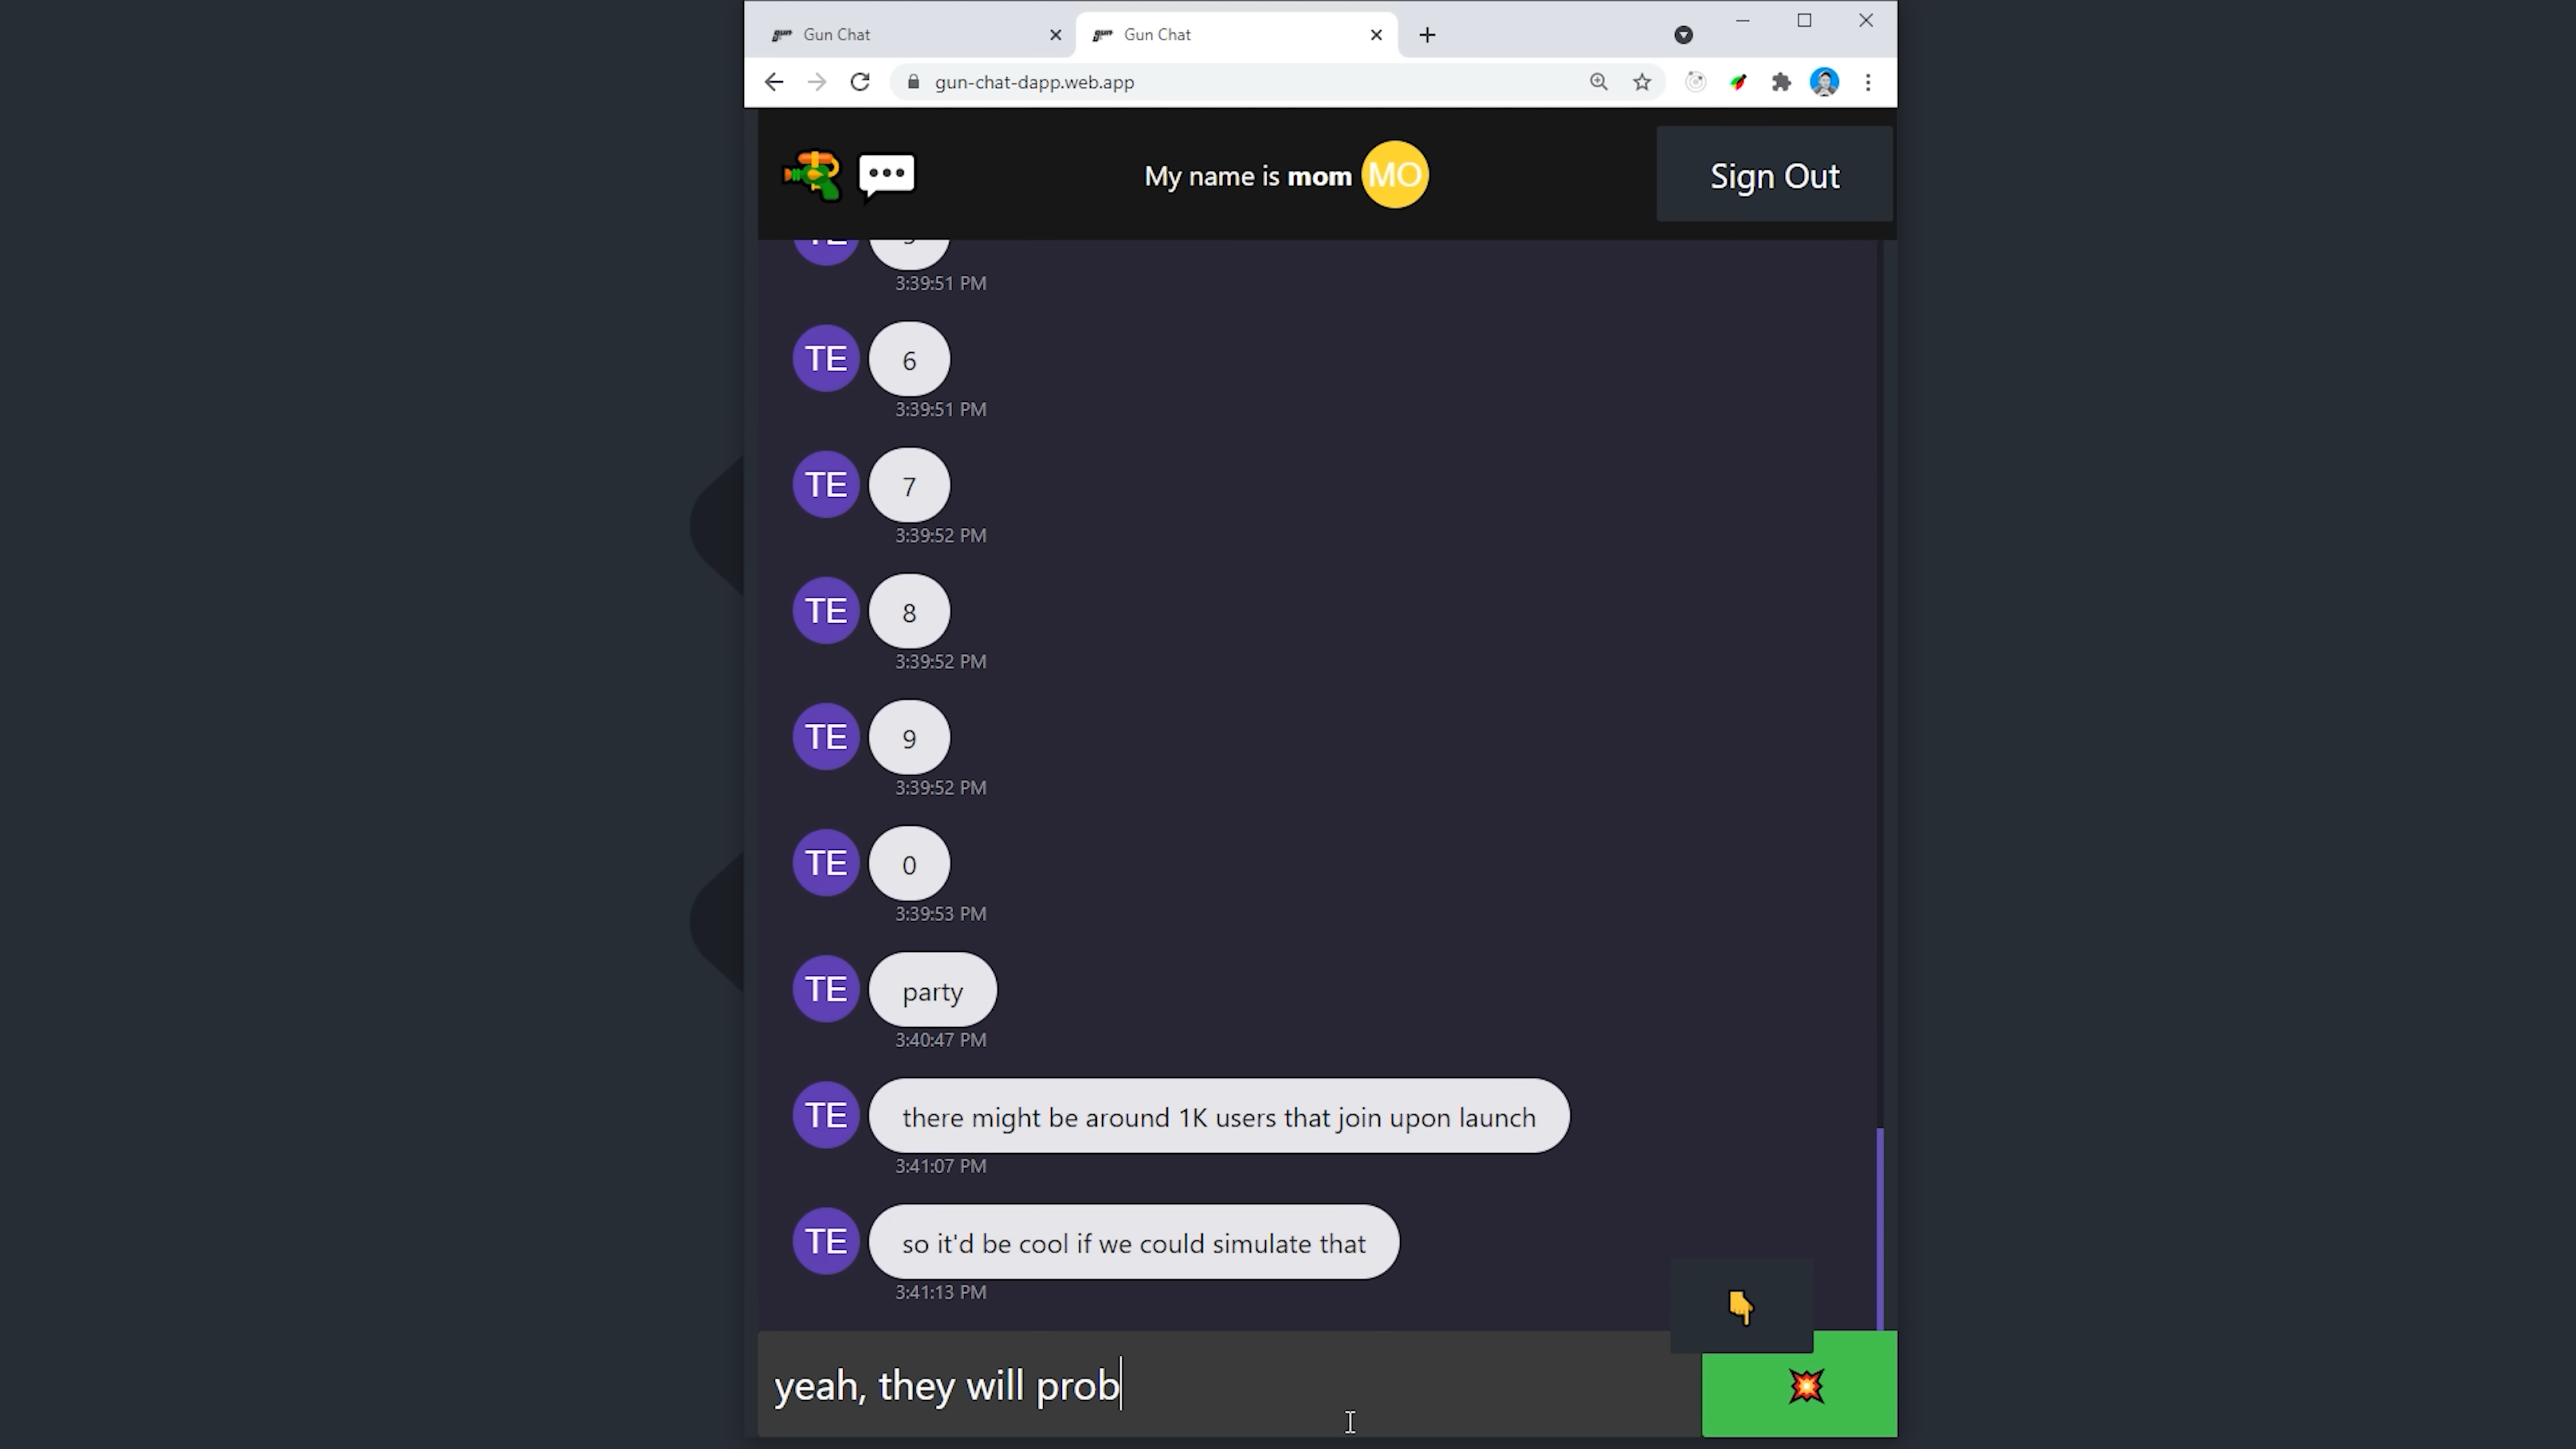 Gun Chat
Gun Chat
gun-chat-dapp.web.app
My name is mom MO
Sign Out
3:39:51 PM
TE 6
3:39:51 PM
TE 7
3:39:52 PM
TE 8
3:39:52 PM
TE 9
3:39:52 PM
TE 0
3:39:53 PM
TE party
3:40:47 PM
TE there might be around 1K users that join upon launch
3:41:07 PM
TE so it'd be cool if we could simulate that
3:41:13 PM
yeah, they will prob